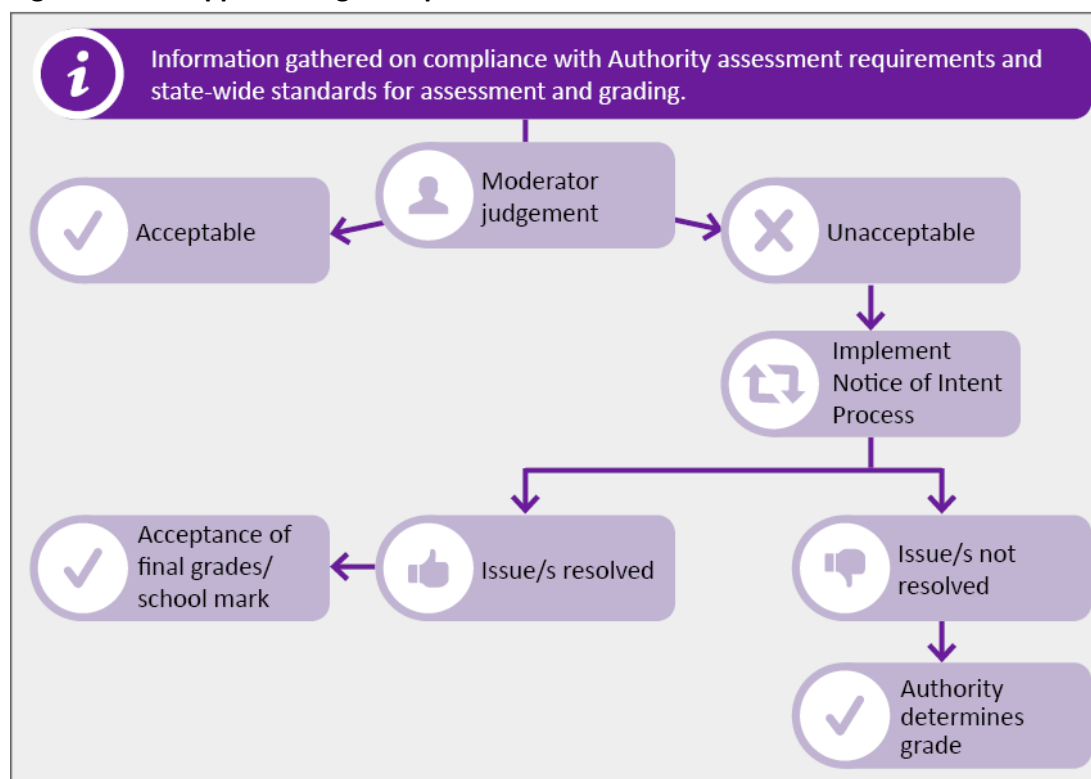 Information gathered on compliance with Authority assessment requirements and
state-wide standards for assessment and grading.
Moderator
judgement
Acceptable
Unacceptable
Implement
Notice of Intent
Process
Acceptance of
final grades/
school mark
Issue/s resolved
Issue/s not
resolved
Authority
determines
grade